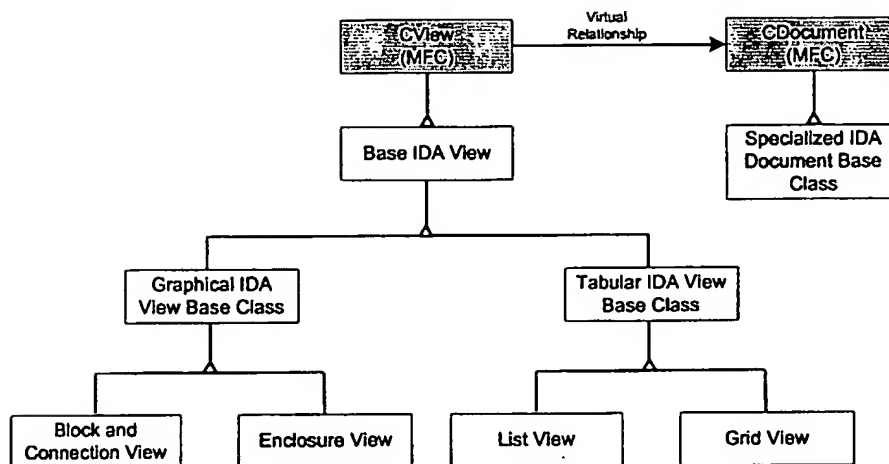 CView
(MFC)
Virtual
Relationship
CDocument
(MFC)
Base IDA View
Specialized IDA
Document Base
Class
Graphical IDA
View Base Class
Tabular IDA View
Base Class
Block and
Connection View
Enclosure View
List View
Grid View